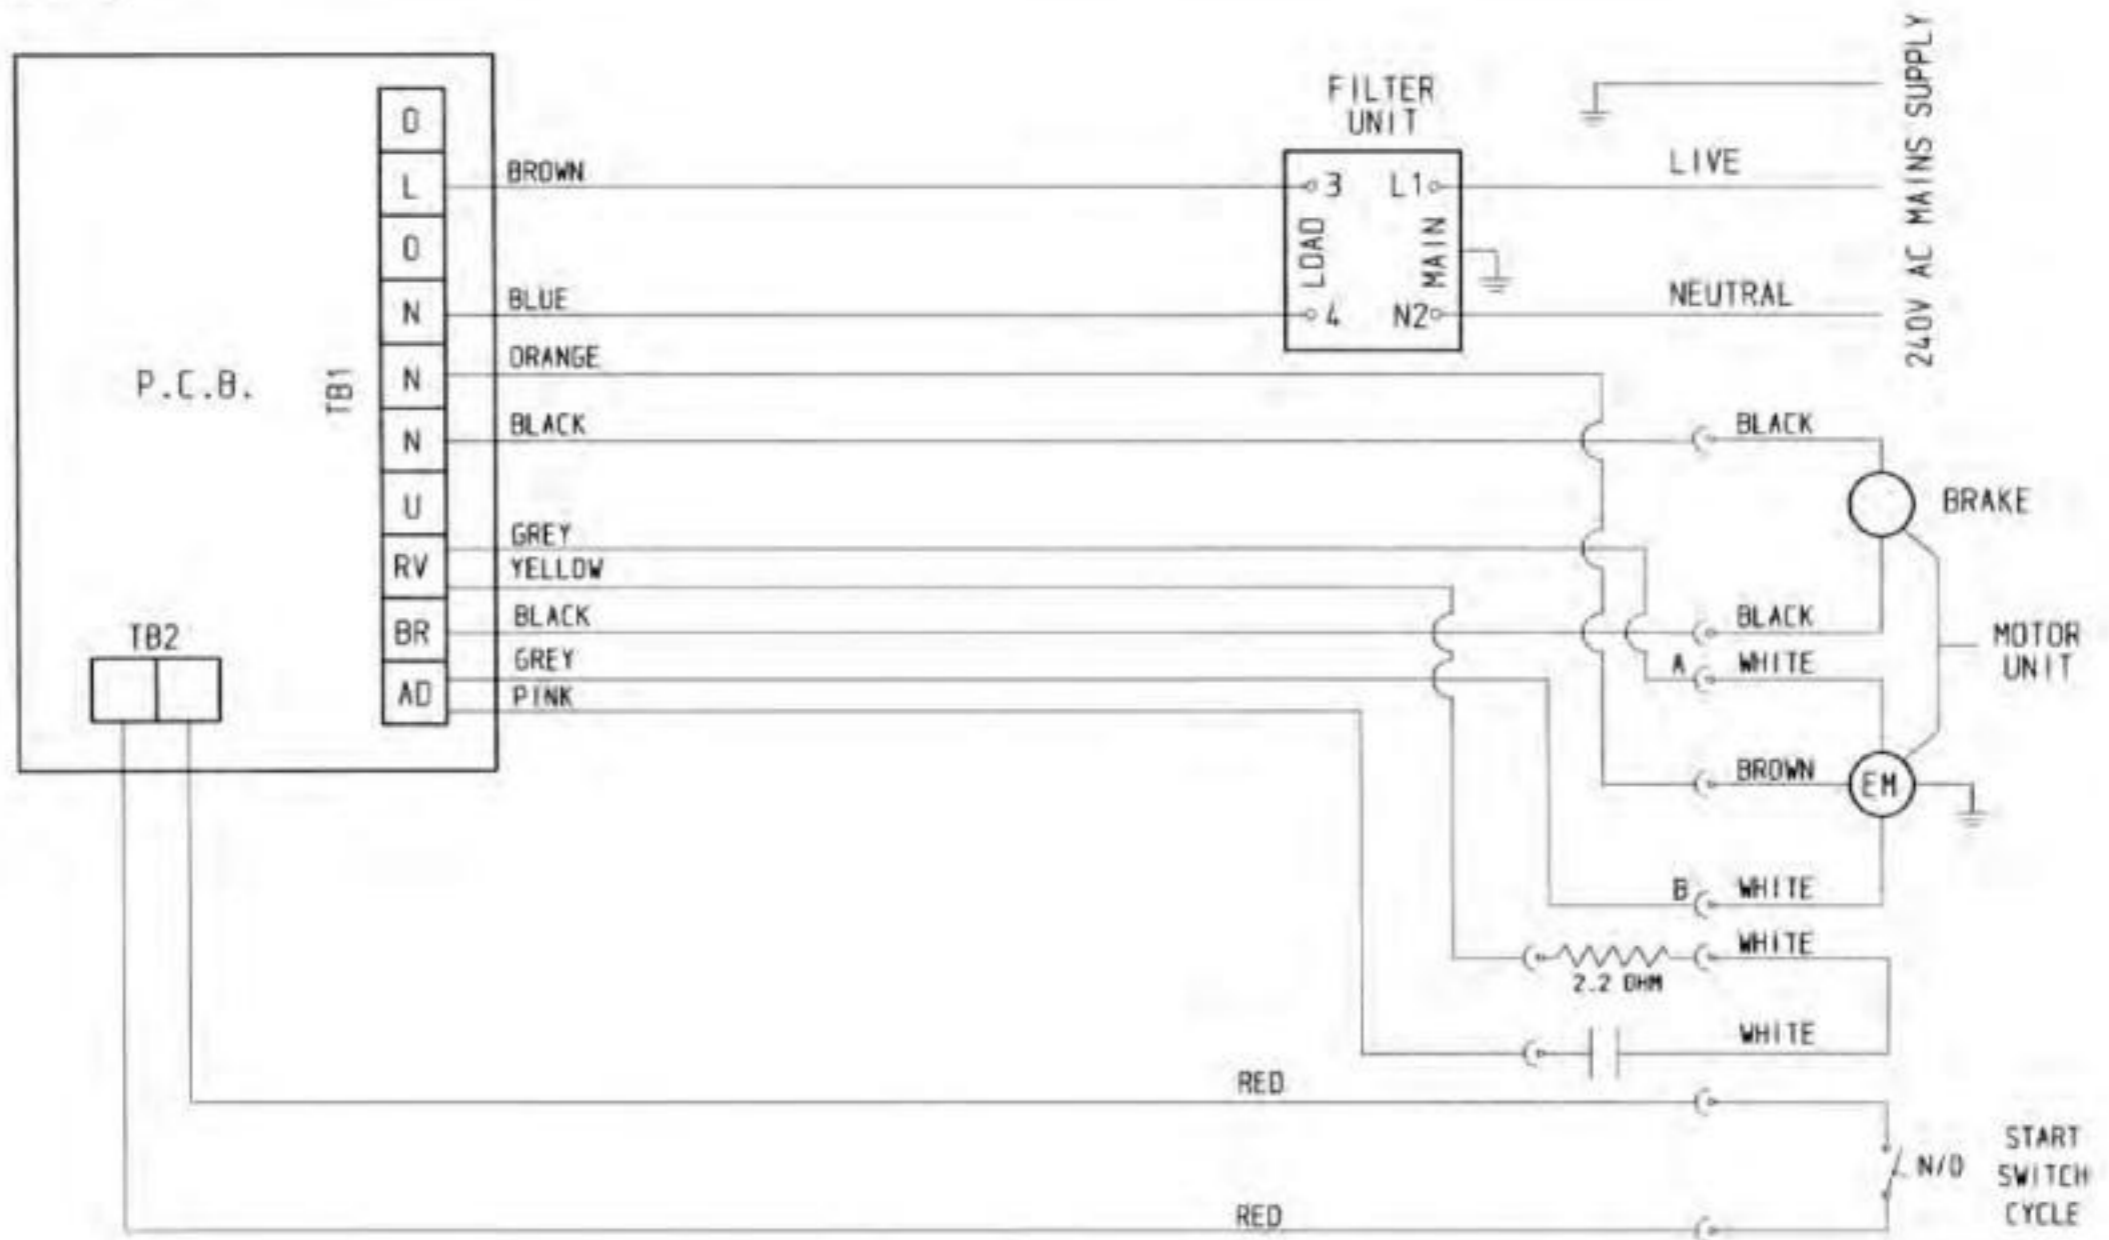 FILTER
UNIT
240V AC MAINS SUPPLY
LIVE
NEUTRAL
3 L1
LOAD
MAIN
4 N2
P.C.B.
TB1
O
L
O
N
N
N
U
RV
BR
AD
BROWN
BLUE
ORANGE
BLACK
GREY
YELLOW
BLACK
GREY
PINK
TB2
BLACK
BRAKE
BLACK
MOTOR
UNIT
A WHITE
BROWN
EM
B WHITE
WHITE
2.2 OHM
WHITE
RED
RED
N/O
START
SWITCH
CYCLE